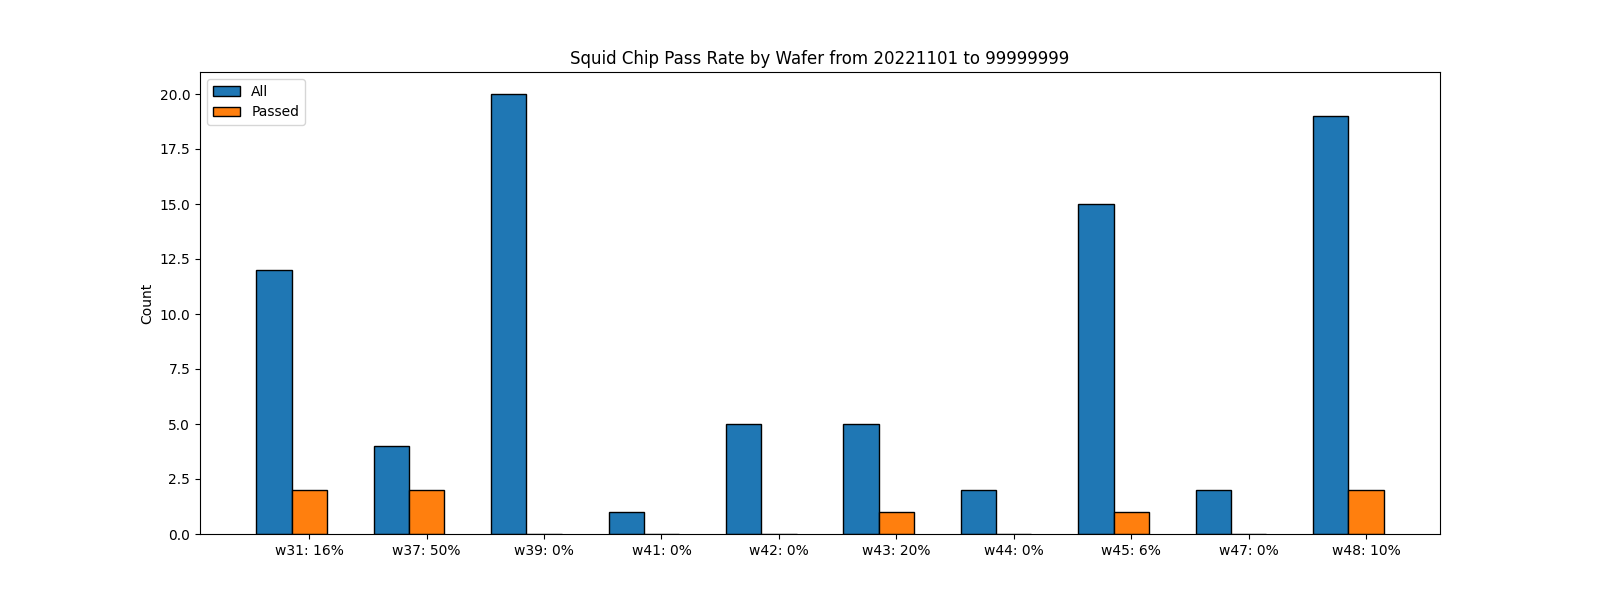 Squid Chip Pass Rate by Wafer from 20221101 to 99999999
All
Passed
20.0
17.5
15.0
12.5
10.0
7.5
5.0
2.5
0.0
Count
w31: 16% w37: 50% w39: 0% w41: 0% w42: 0% w43: 20% w44: 0% w45: 6% w47: 0% w48: 10%